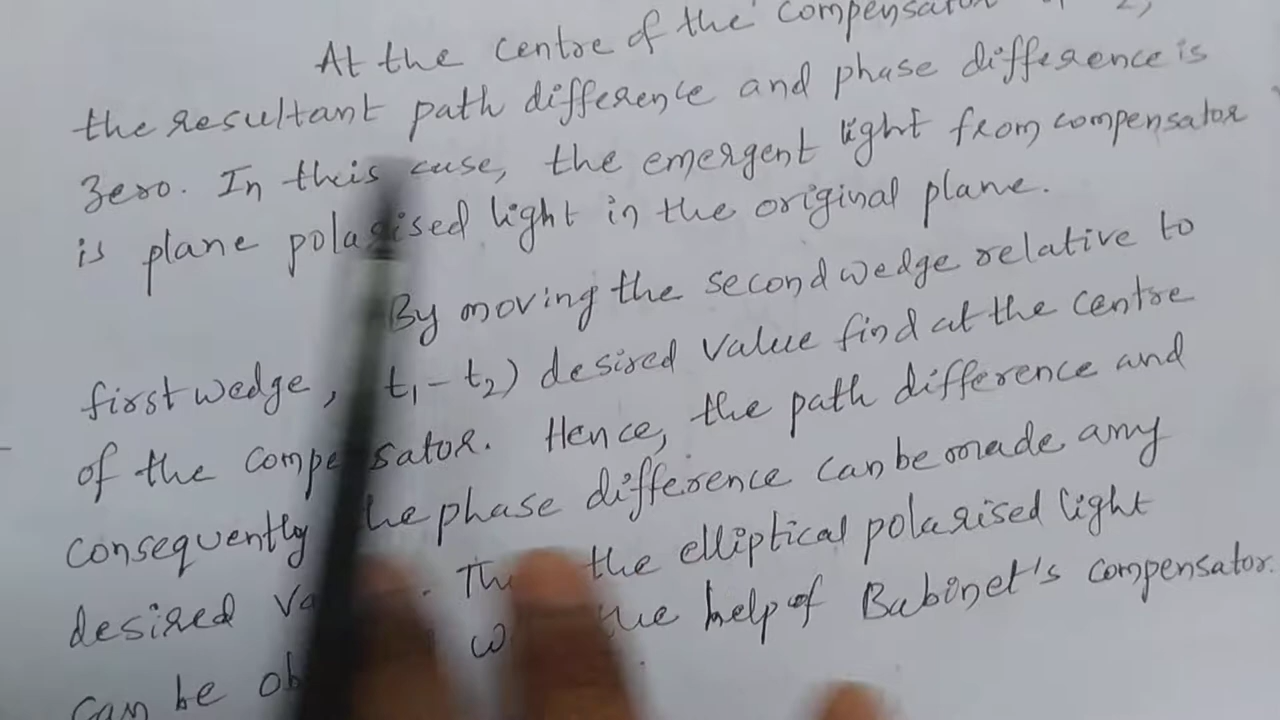 At the centre of the compensator
the resultant path difference and phase difference is
zero. In this case, the emergent light from compensator
is plane polarised light in the original plane.
By moving the second wedge relative to
first wedge, t₁ - t₂) desired value find at the centre
of the compensator. Hence, the path difference and
consequently the phase difference can be made any
desired the elliptical polarised light
can be help of Babinet's compensator.